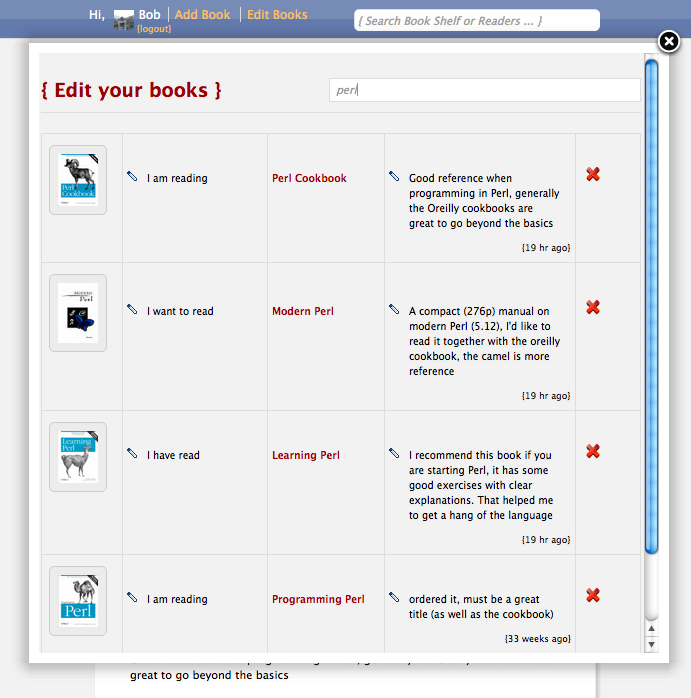 Hi, Bob | Add Book | Edit Books
{logout}
{ Search Book Shelf or Readers ... }
{ Edit your books }
perl
Perl
Cookbook
I am reading
Perl Cookbook
Good reference when
programming in Perl, generally
the Oreilly cookbooks are
great to go beyond the basics
{19 hr ago}
MODERN
Perl
I want to read
Modern Perl
A compact (276p) manual on
modern Perl (5.12), I'd like to
read it together with the oreilly
cookbook, the camel is more
reference
{19 hr ago}
Learning
Perl
I have read
Learning Perl
I recommend this book if you
are starting Perl, it has some
good exercises with clear
explanations. That helped me
to get a hang of the language
{19 hr ago}
Perl
I am reading
Programming Perl
ordered it, must be a great
title (as well as the cookbook)
{33 weeks ago}
great to go beyond the basics